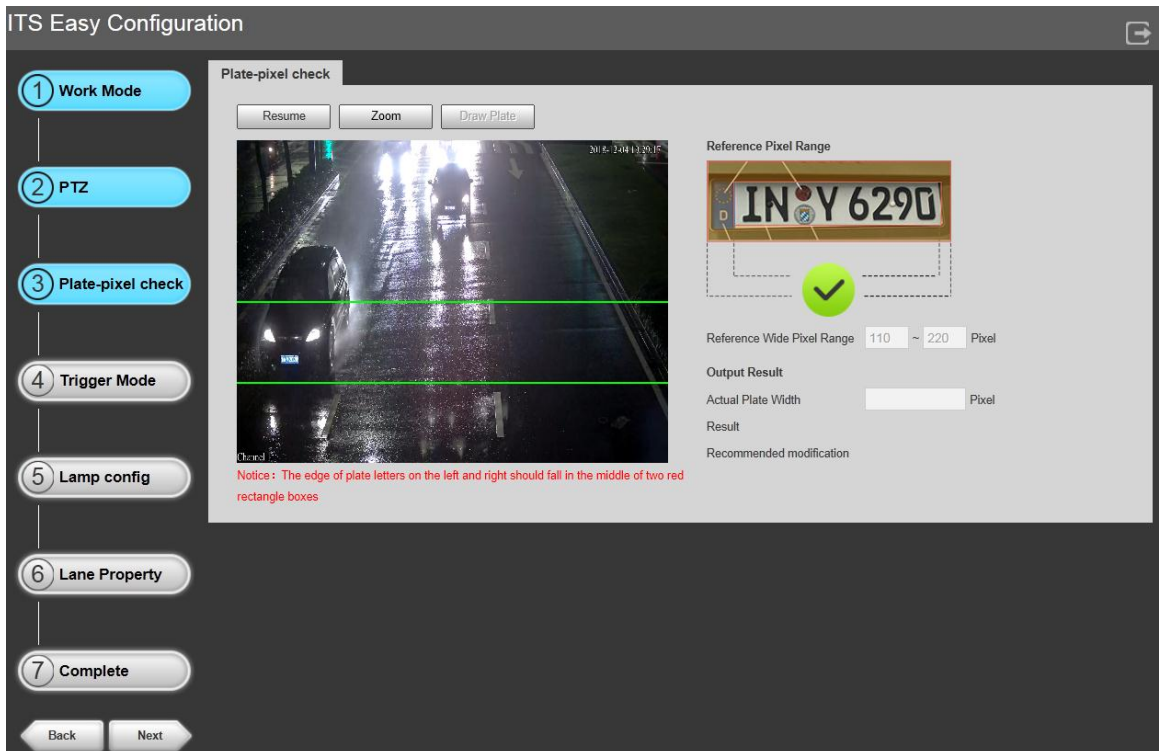 ITS Easy Configuration
1 Work Mode
2 PTZ
3 Plate-pixel check
4 Trigger Mode
5 Lamp config
6 Lane Property
7 Complete
Back
Next
Plate-pixel check
Resume
Zoom
Draw Plate
Channel
Notice: The edge of plate letters on the left and right should fall in the middle of two red
rectangle boxes
Reference Pixel Range
D IN Y 6290
Reference Wide Pixel Range 110 ~ 220 Pixel
Output Result
Actual Plate Width Pixel
Result
Recommended modification